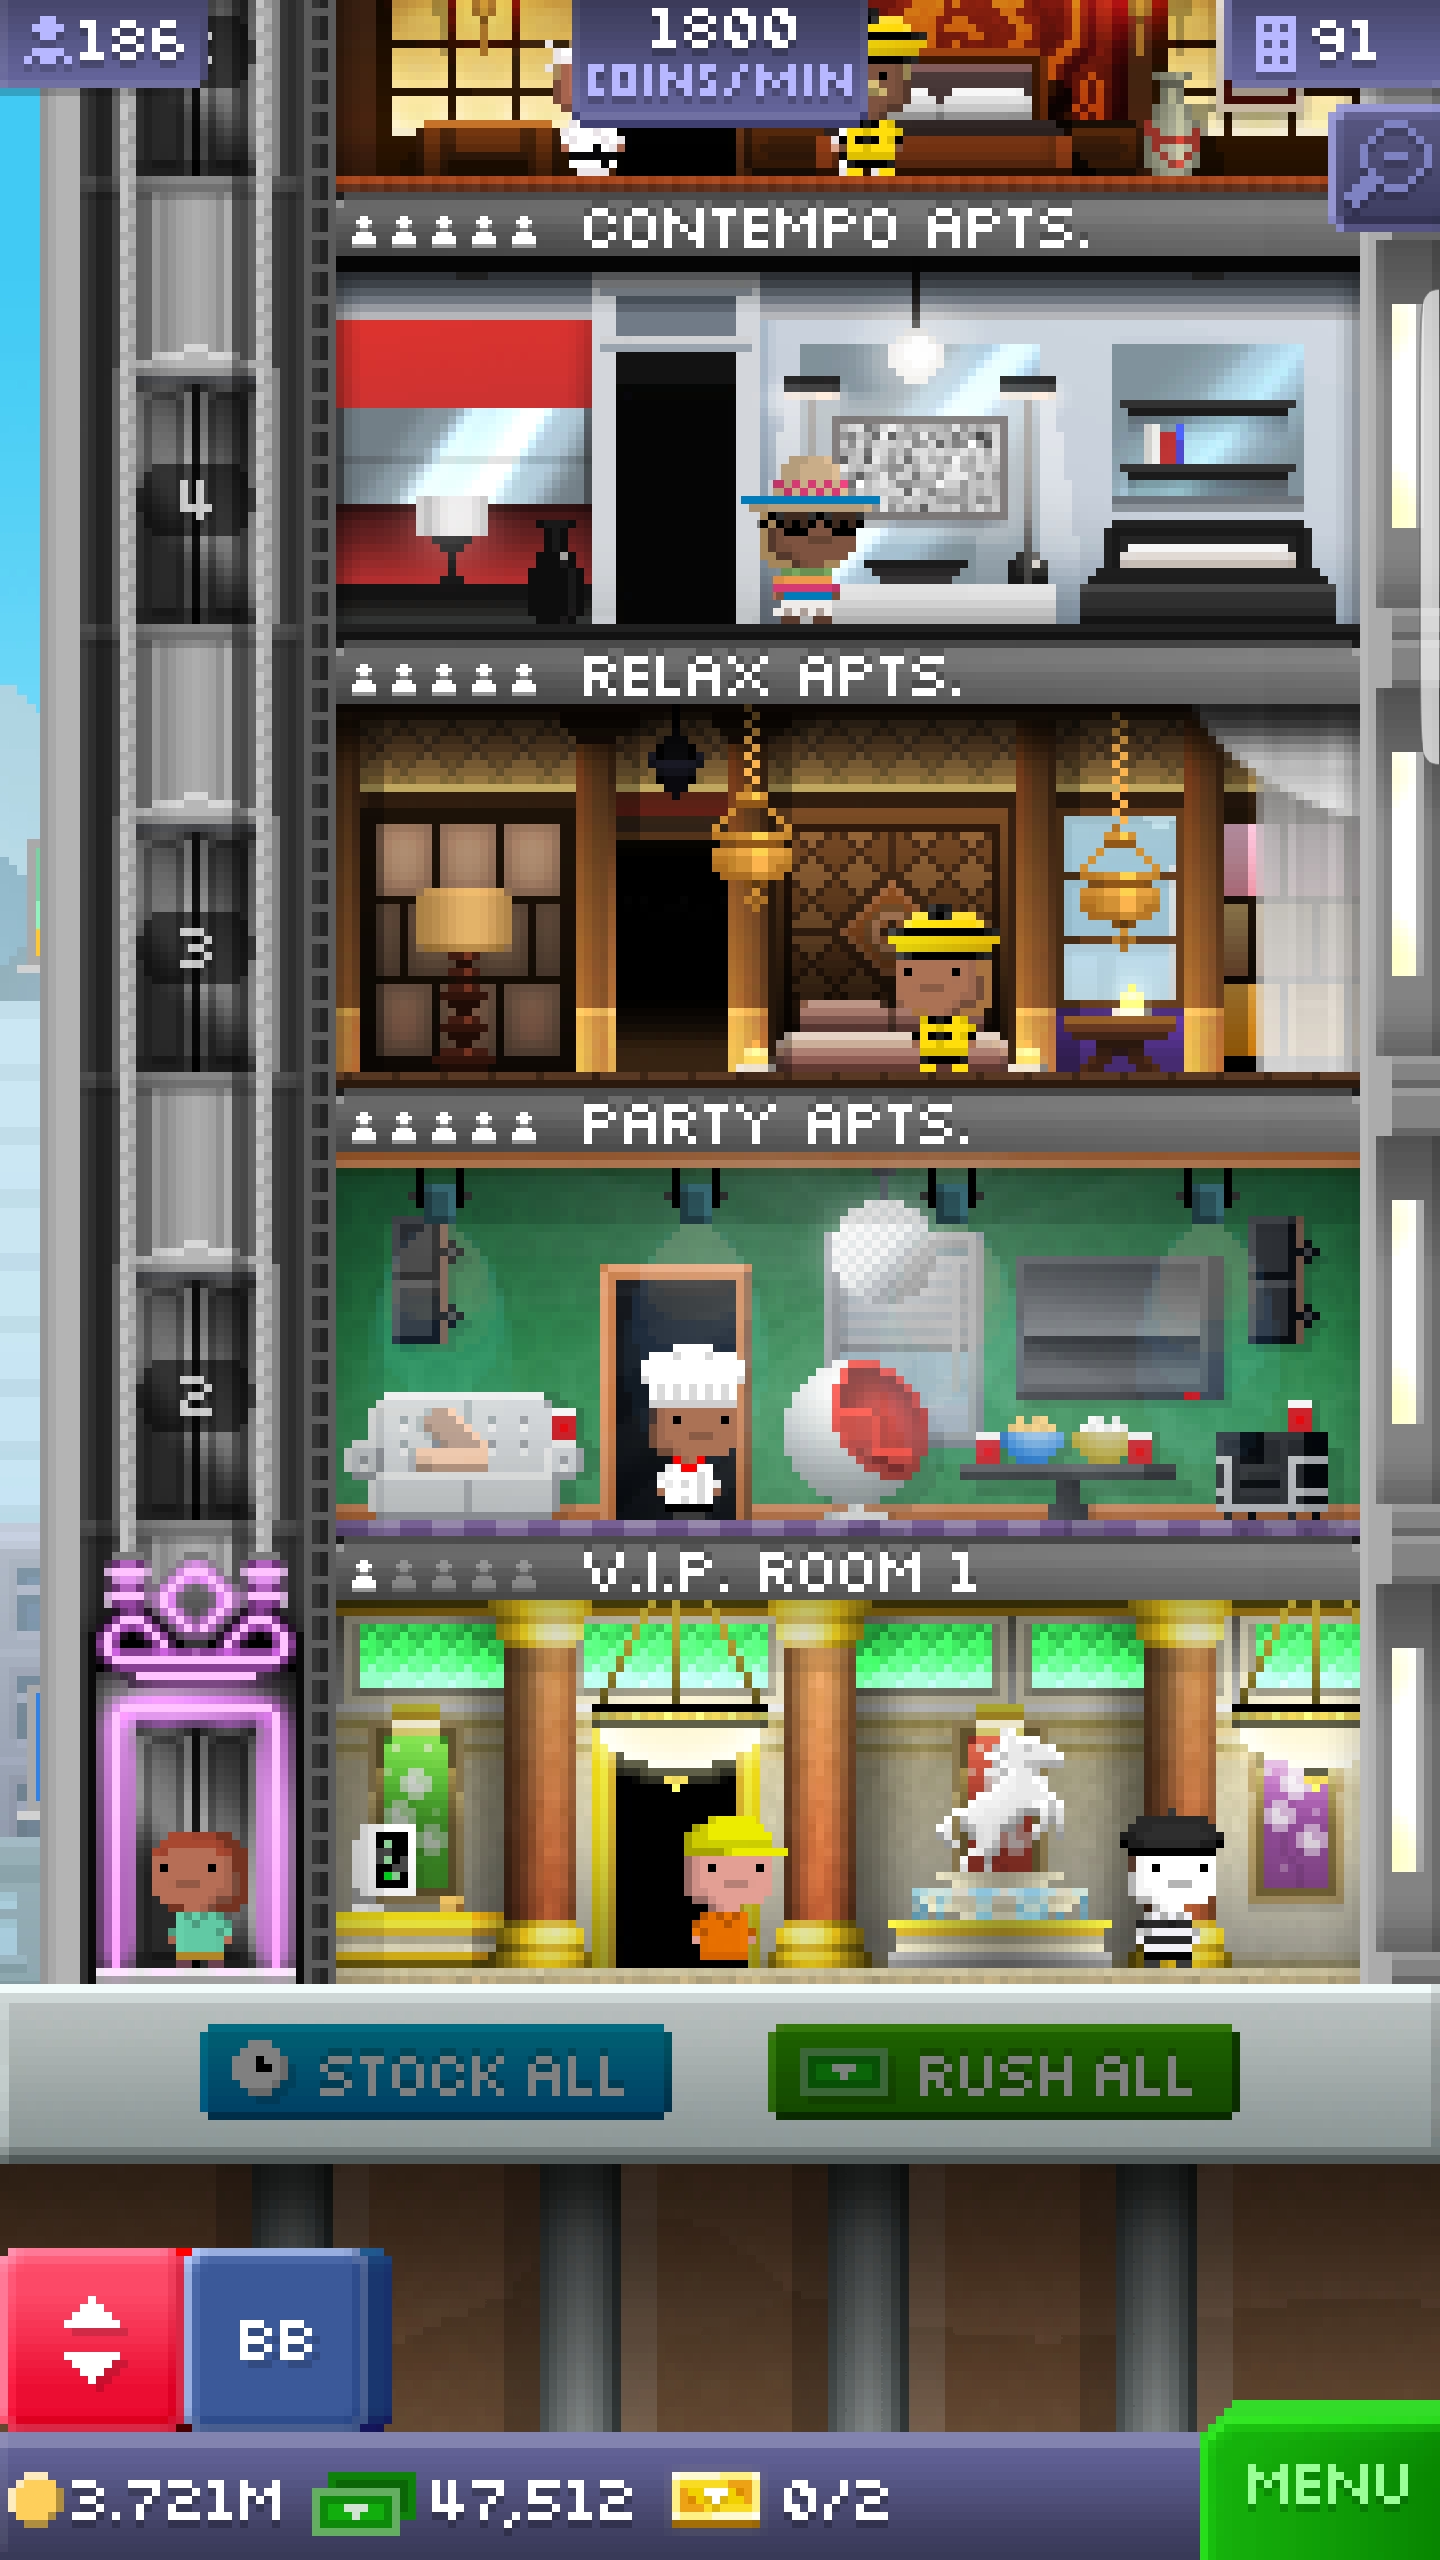 186
1800
COINS/MIN
91
CONTEMPO APTS.
4
RELAX APTS.
3
PARTY APTS.
2
V.I.P. ROOM 1
STOCK ALL
RUSH ALL
BB
3.721M
47,512
0/2
MENU